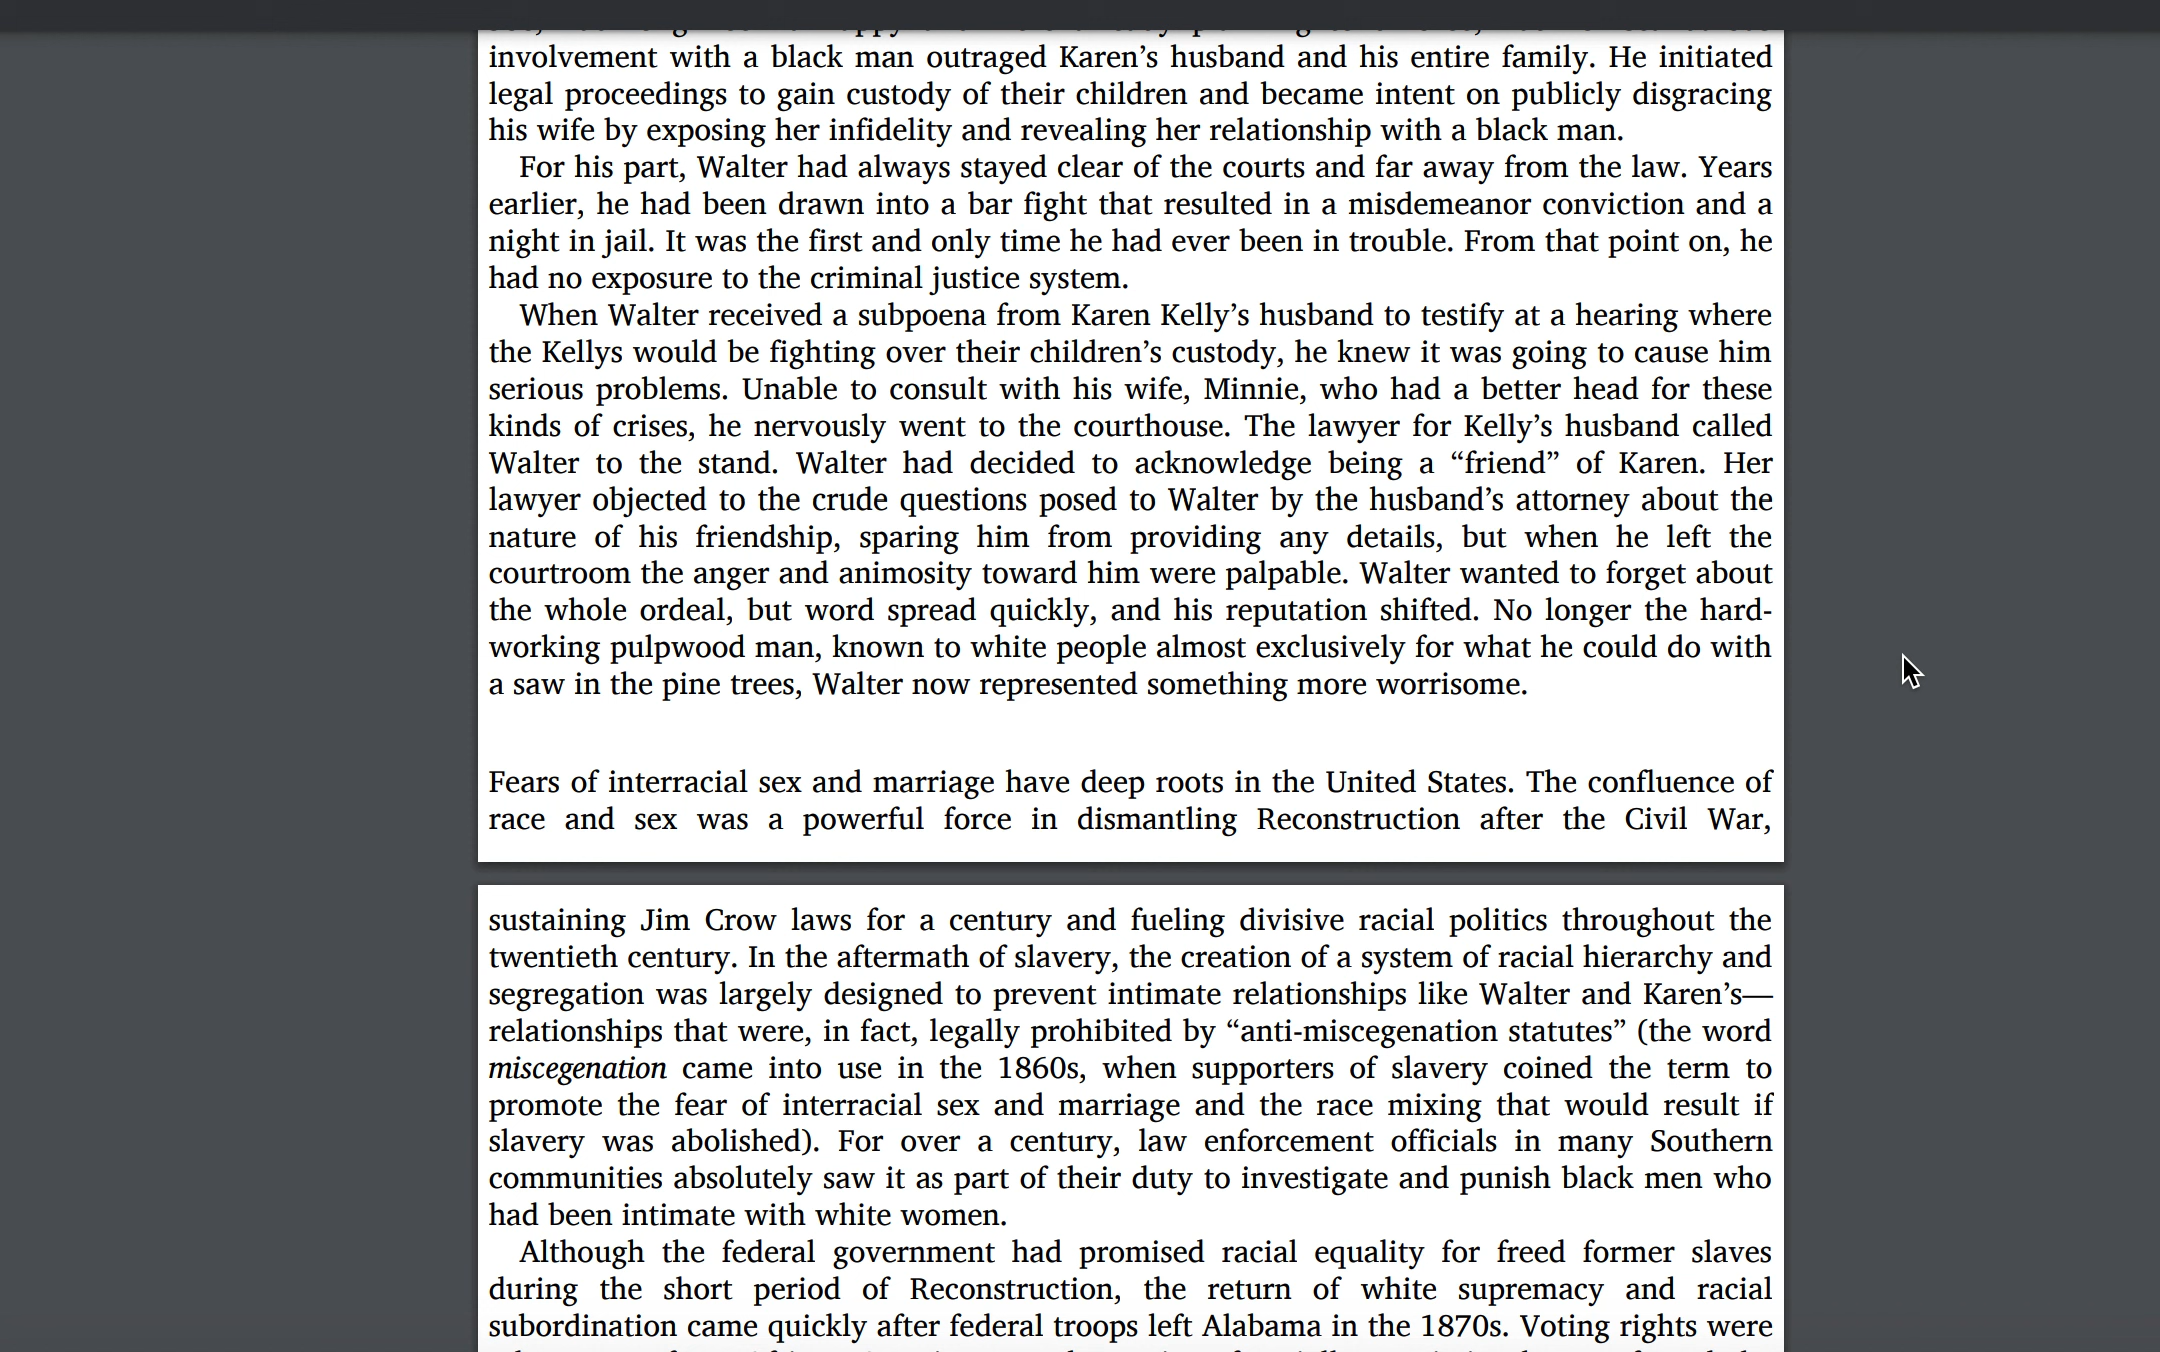 involvement with a black man outraged Karen’s husband and his entire family. He initiated
legal proceedings to gain custody of their children and became intent on publicly disgracing
his wife by exposing her infidelity and revealing her relationship with a black man.
For his part, Walter had always stayed clear of the courts and far away from the law. Years
earlier, he had been drawn into a bar fight that resulted in a misdemeanor conviction and a
night in jail. It was the first and only time he had ever been in trouble. From that point on, he
had no exposure to the criminal justice system.
When Walter received a subpoena from Karen Kelly’s husband to testify at a hearing where
the Kellys would be fighting over their children’s custody, he knew it was going to cause him
serious problems. Unable to consult with his wife, Minnie, who had a better head for these
kinds of crises, he nervously went to the courthouse. The lawyer for Kelly’s husband called
Walter to the stand. Walter had decided to acknowledge being a “friend” of Karen. Her
lawyer objected to the crude questions posed to Walter by the husband’s attorney about the
nature of his friendship, sparing him from providing any details, but when he left the
courtroom the anger and animosity toward him were palpable. Walter wanted to forget about
the whole ordeal, but word spread quickly, and his reputation shifted. No longer the hard-
working pulpwood man, known to white people almost exclusively for what he could do with
a saw in the pine trees, Walter now represented something more worrisome.
Fears of interracial sex and marriage have deep roots in the United States. The confluence of
race and sex was a powerful force in dismantling Reconstruction after the Civil War,
sustaining Jim Crow laws for a century and fueling divisive racial politics throughout the
twentieth century. In the aftermath of slavery, the creation of a system of racial hierarchy and
segregation was largely designed to prevent intimate relationships like Walter and Karen’s—
relationships that were, in fact, legally prohibited by “anti-miscegenation statutes” (the word
miscegenation came into use in the 1860s, when supporters of slavery coined the term to
promote the fear of interracial sex and marriage and the race mixing that would result if
slavery was abolished). For over a century, law enforcement officials in many Southern
communities absolutely saw it as part of their duty to investigate and punish black men who
had been intimate with white women.
Although the federal government had promised racial equality for freed former slaves
during the short period of Reconstruction, the return of white supremacy and racial
subordination came quickly after federal troops left Alabama in the 1870s. Voting rights were